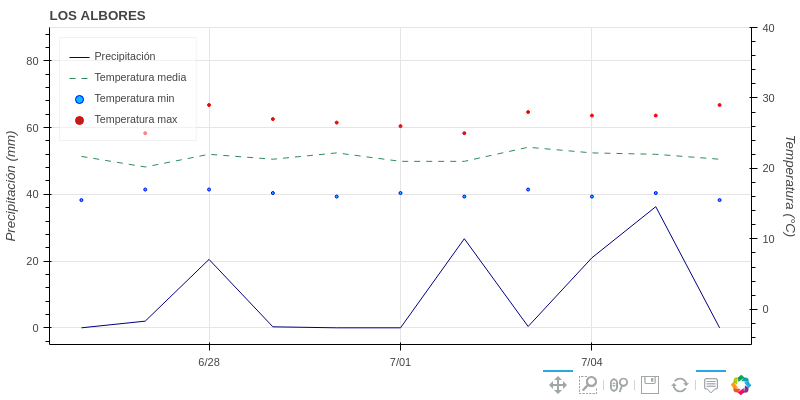 LOS ALBORES
Precipitación
Temperatura media
Temperatura min
Temperatura max
Precipitación (mm)
80
60
40
20
0
Temperatura (°C)
40
30
20
10
0
6/28
7/01
7/04